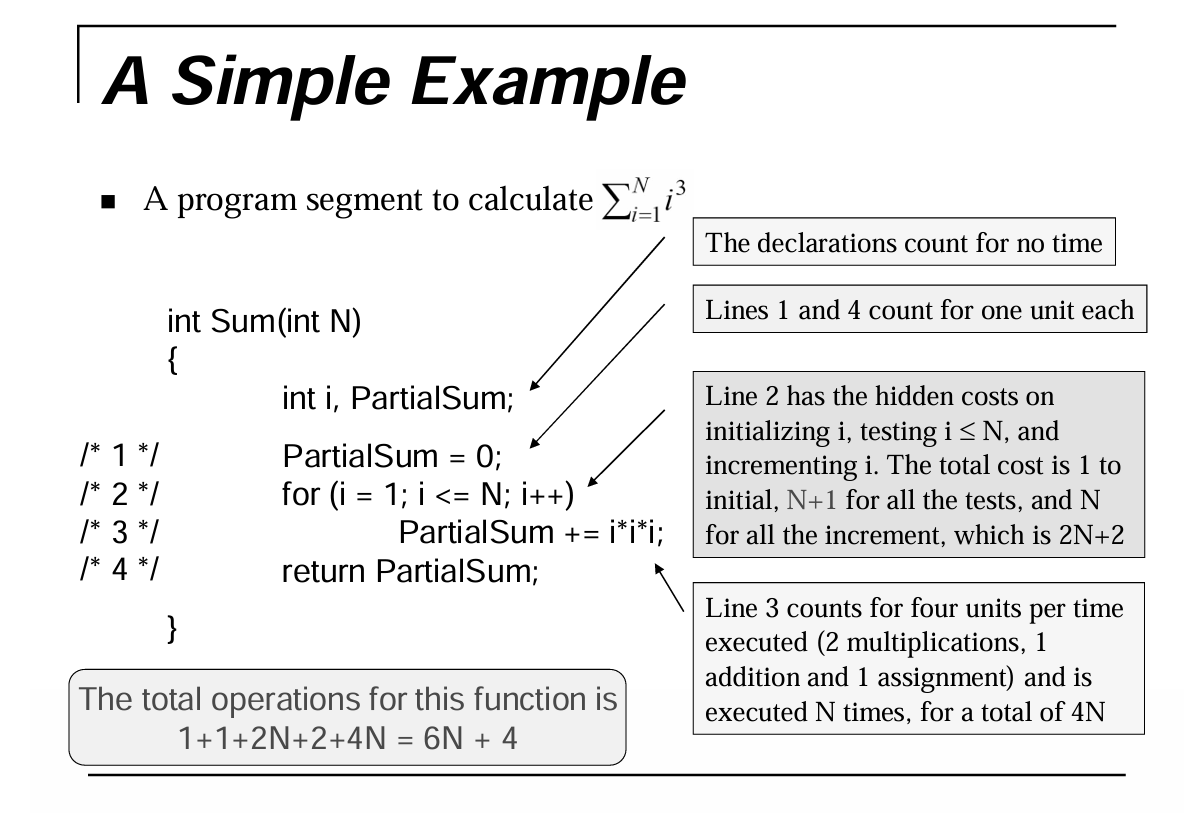 A Simple Example
■ A program segment to calculate ∑_{i=1}^{N} i³
The declarations count for no time
Lines 1 and 4 count for one unit each
int Sum(int N)
{
int i, PartialSum;
/* 1 */ PartialSum = 0;
/* 2 */ for (i = 1; i <= N; i++)
/* 3 */ PartialSum += i*i*i;
/* 4 */ return PartialSum;
}
Line 2 has the hidden costs on
initializing i, testing i ≤ N, and
incrementing i. The total cost is 1 to
initial, N+1 for all the tests, and N
for all the increment, which is 2N+2
Line 3 counts for four units per time
executed (2 multiplications, 1
addition and 1 assignment) and is
executed N times, for a total of 4N
The total operations for this function is
1+1+2N+2+4N = 6N + 4